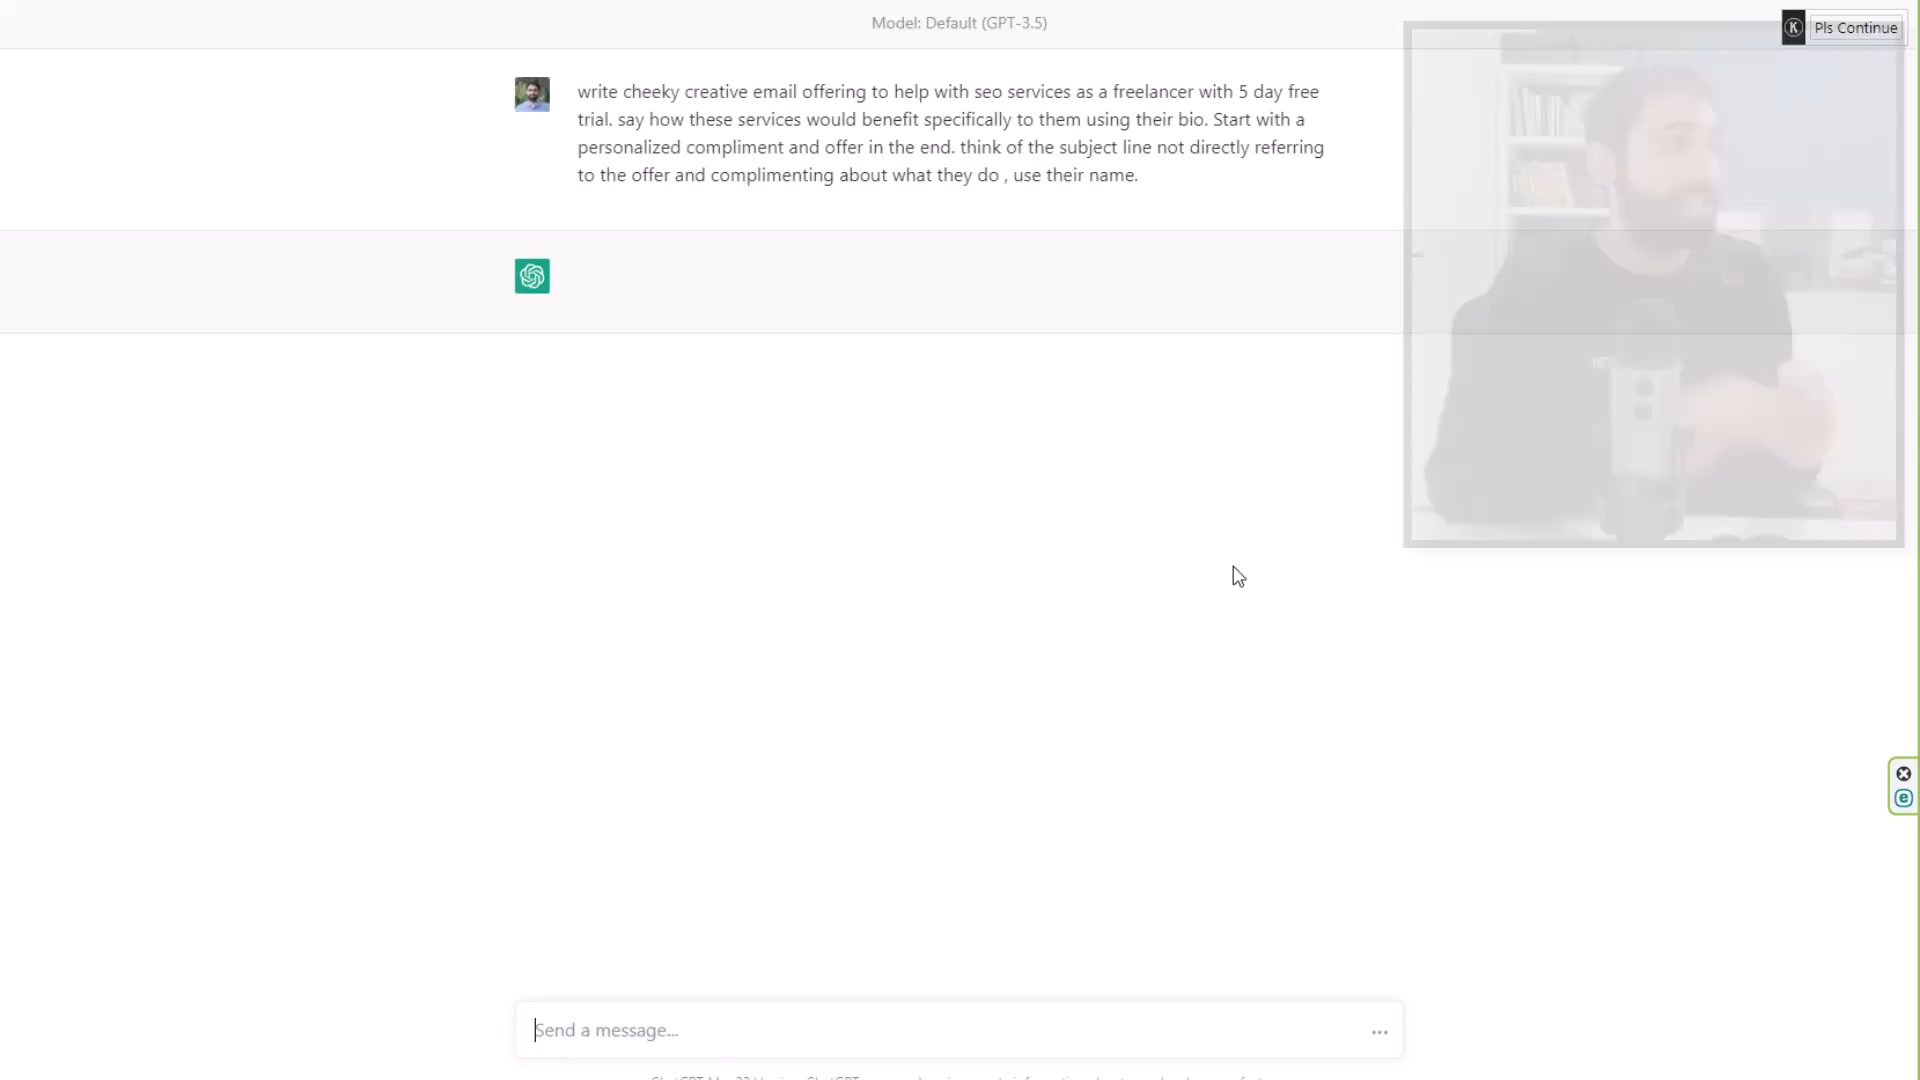 Model: Default (GPT-3.5)
Pls Continue
write cheeky creative email offering to help with seo services as a freelancer with 5 day free
trial. say how these services would benefit specifically to them using their bio. Start with a
personalized compliment and offer in the end. think of the subject line not directly referring
to the offer and complimenting about what they do , use their name.
Send a message...